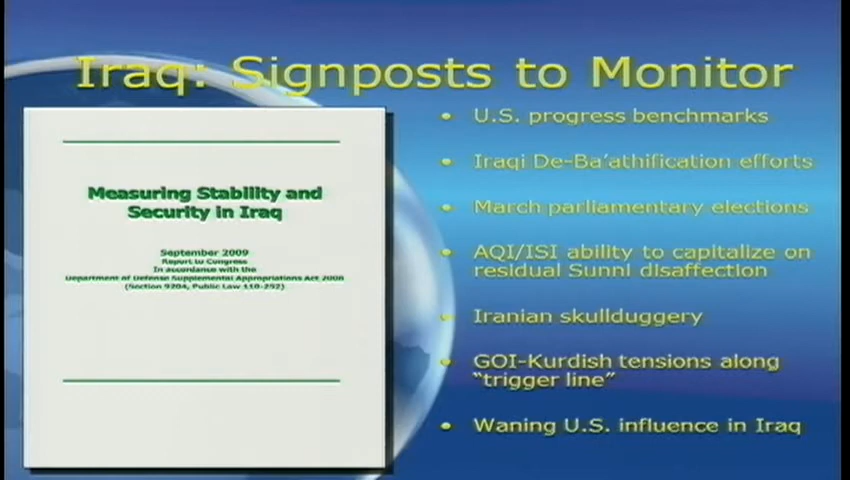 Iraq: Signposts to Monitor
Measuring Stability and
Security in Iraq
September 2009
Report to Congress
In accordance with the
Department of Defense Supplemental Appropriations Act 2008
(Section 9204, Public Law 110-252)
• U.S. progress benchmarks
• Iraqi De-Ba’athification efforts
• March parliamentary elections
• AQI/ISI ability to capitalize on
residual Sunni disaffection
• Iranian skullduggery
• GOI-Kurdish tensions along
“trigger line”
• Waning U.S. influence in Iraq